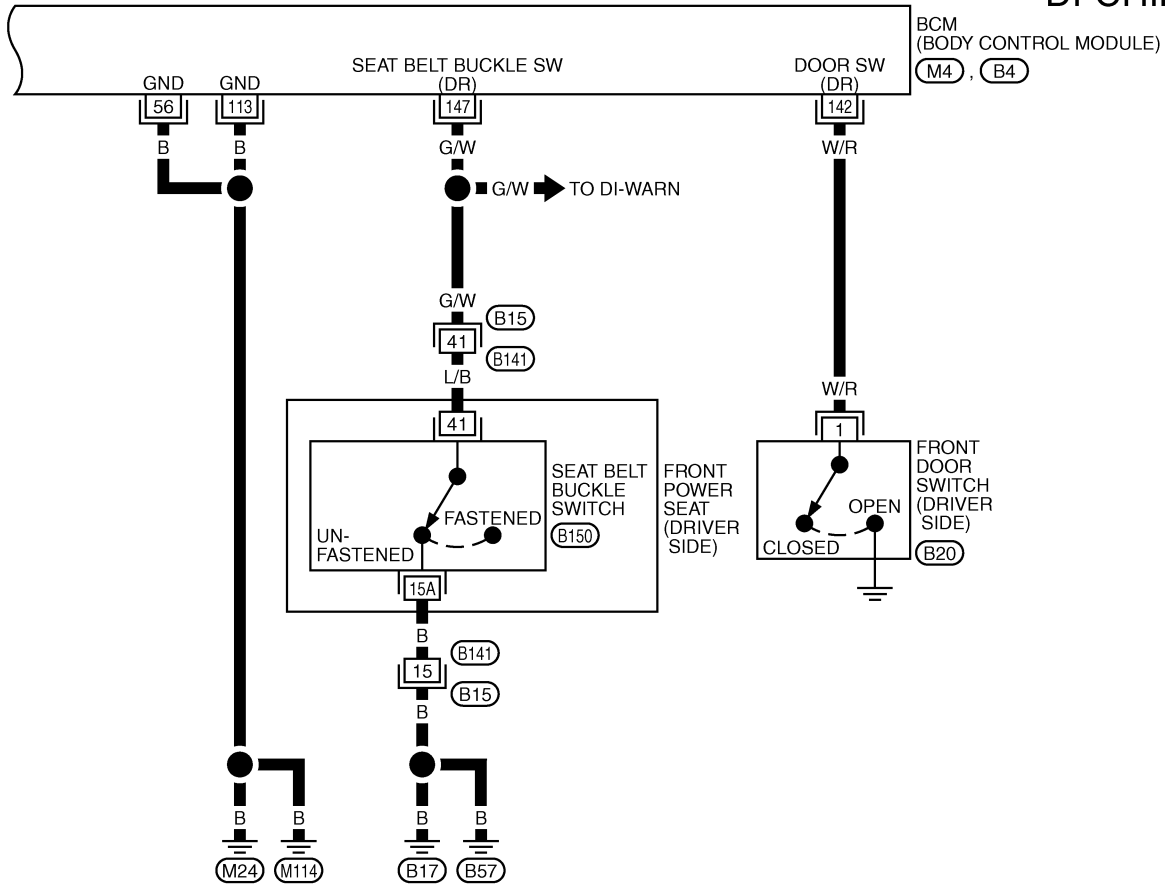 BCM
(BODY CONTROL MODULE)
M4 , B4
SEAT BELT BUCKLE SW
(DR)
DOOR SW
(DR)
GND GND
56 113 147 142
B B G/W W/R
G/W TO DI-WARN
G/W
B15
41
B141
L/B
W/R
41
1
SEAT BELT
BUCKLE
SWITCH
B150
FRONT
POWER
SEAT
(DRIVER
SIDE)
FRONT
DOOR
SWITCH
(DRIVER
SIDE)
B20
FASTENED
UN-
FASTENED
OPEN
CLOSED
15A
B
B141
15
B15
B
B B B B
M24 M114 B17 B57